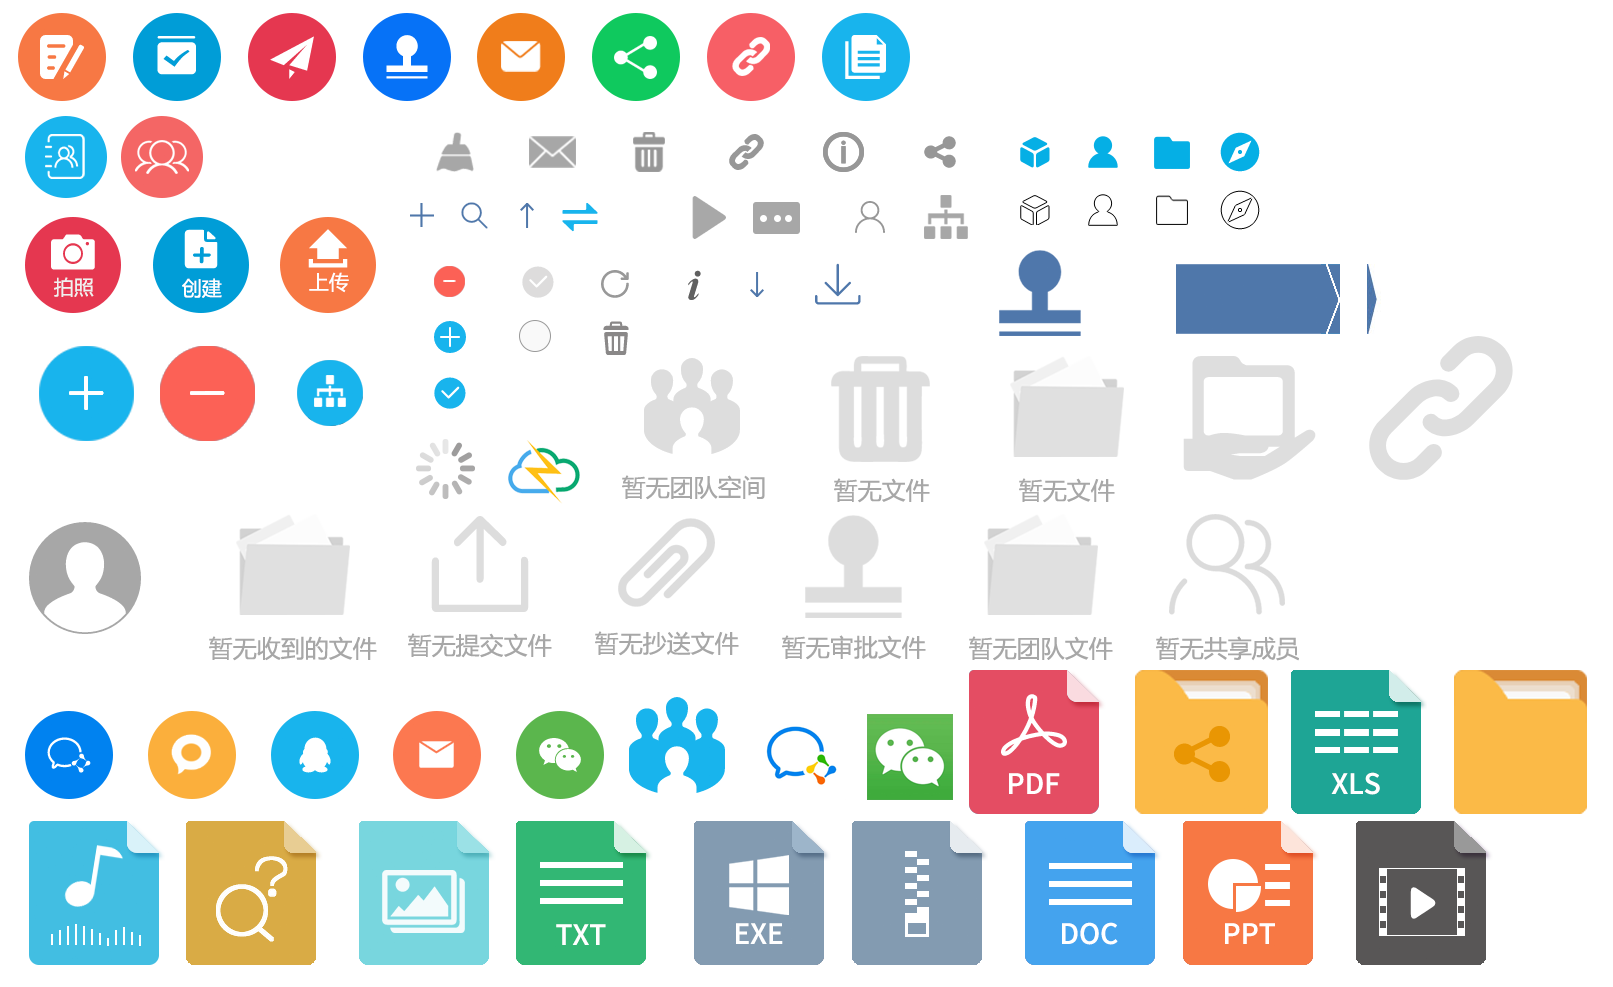 拍照
创建
上传
暂无团队空间
暂无文件
暂无文件
暂无收到的文件
暂无提交文件
暂无抄送文件
暂无审批文件
暂无团队文件
暂无共享成员
PDF
XLS
TXT
EXE
DOC
PPT